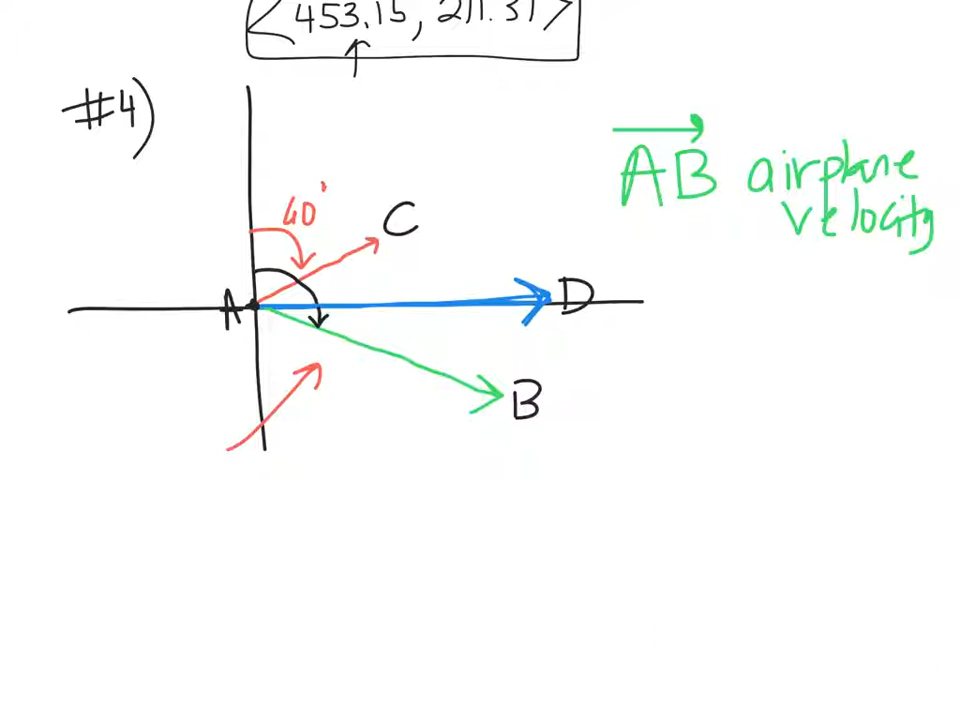 <453.15, 211.31>
#4)
40°
C
A
D
B
AB airplane
velocity